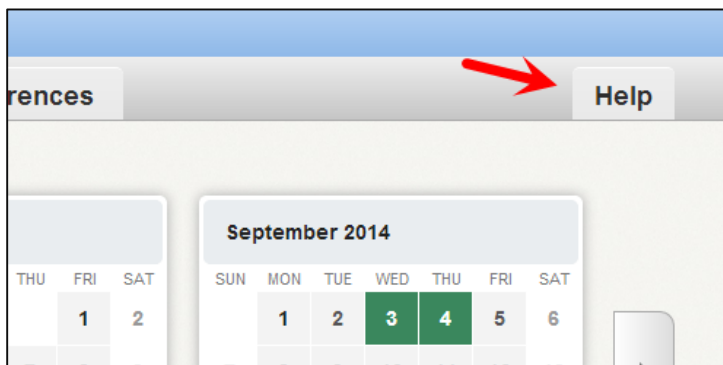 rences
Help
September 2014
THU FRI SAT
SUN MON TUE WED THU FRI SAT
1 2
1 2 3 4 5 6